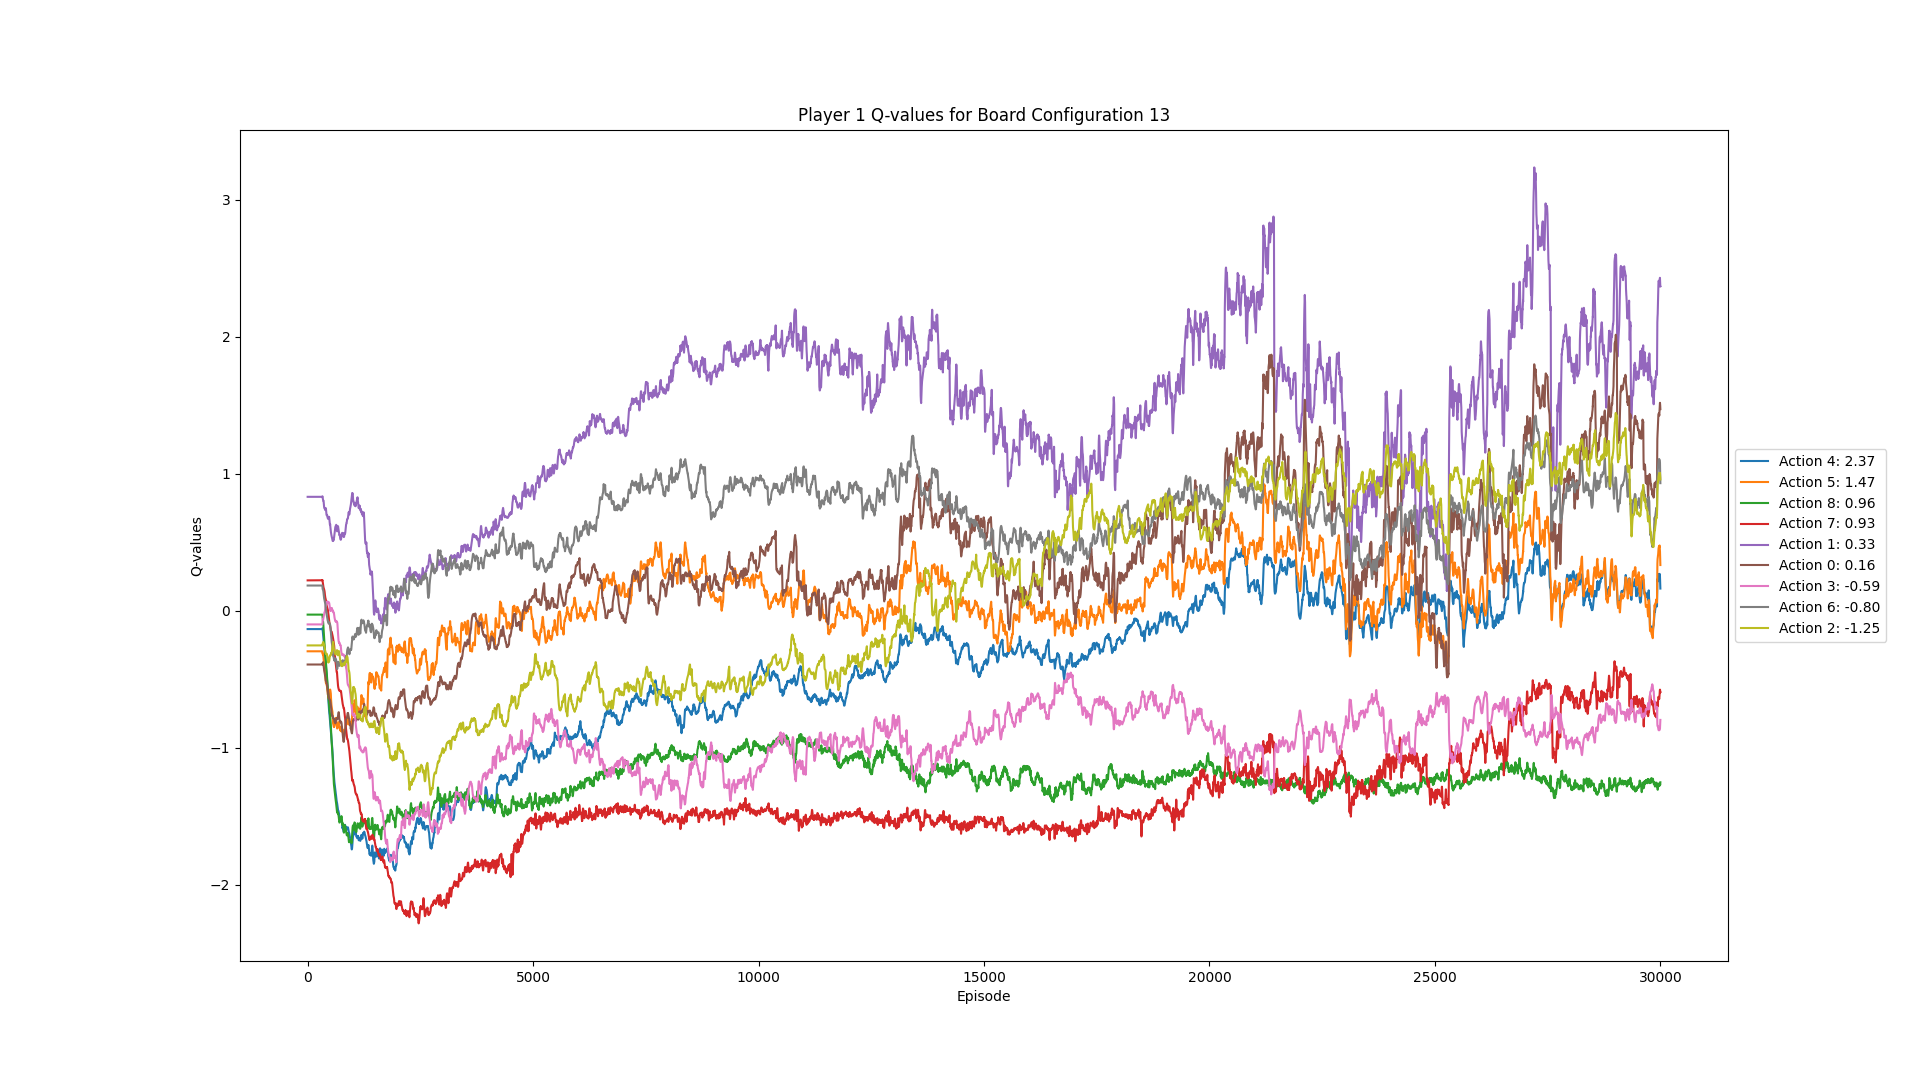 Player 1 Q-values for Board Configuration 13
Q-values
3
2
1
0
−1
−2
0
5000
10000
15000
20000
25000
30000
Episode
Action 4: 2.37
Action 5: 1.47
Action 8: 0.96
Action 7: 0.93
Action 1: 0.33
Action 0: 0.16
Action 3: -0.59
Action 6: -0.80
Action 2: -1.25